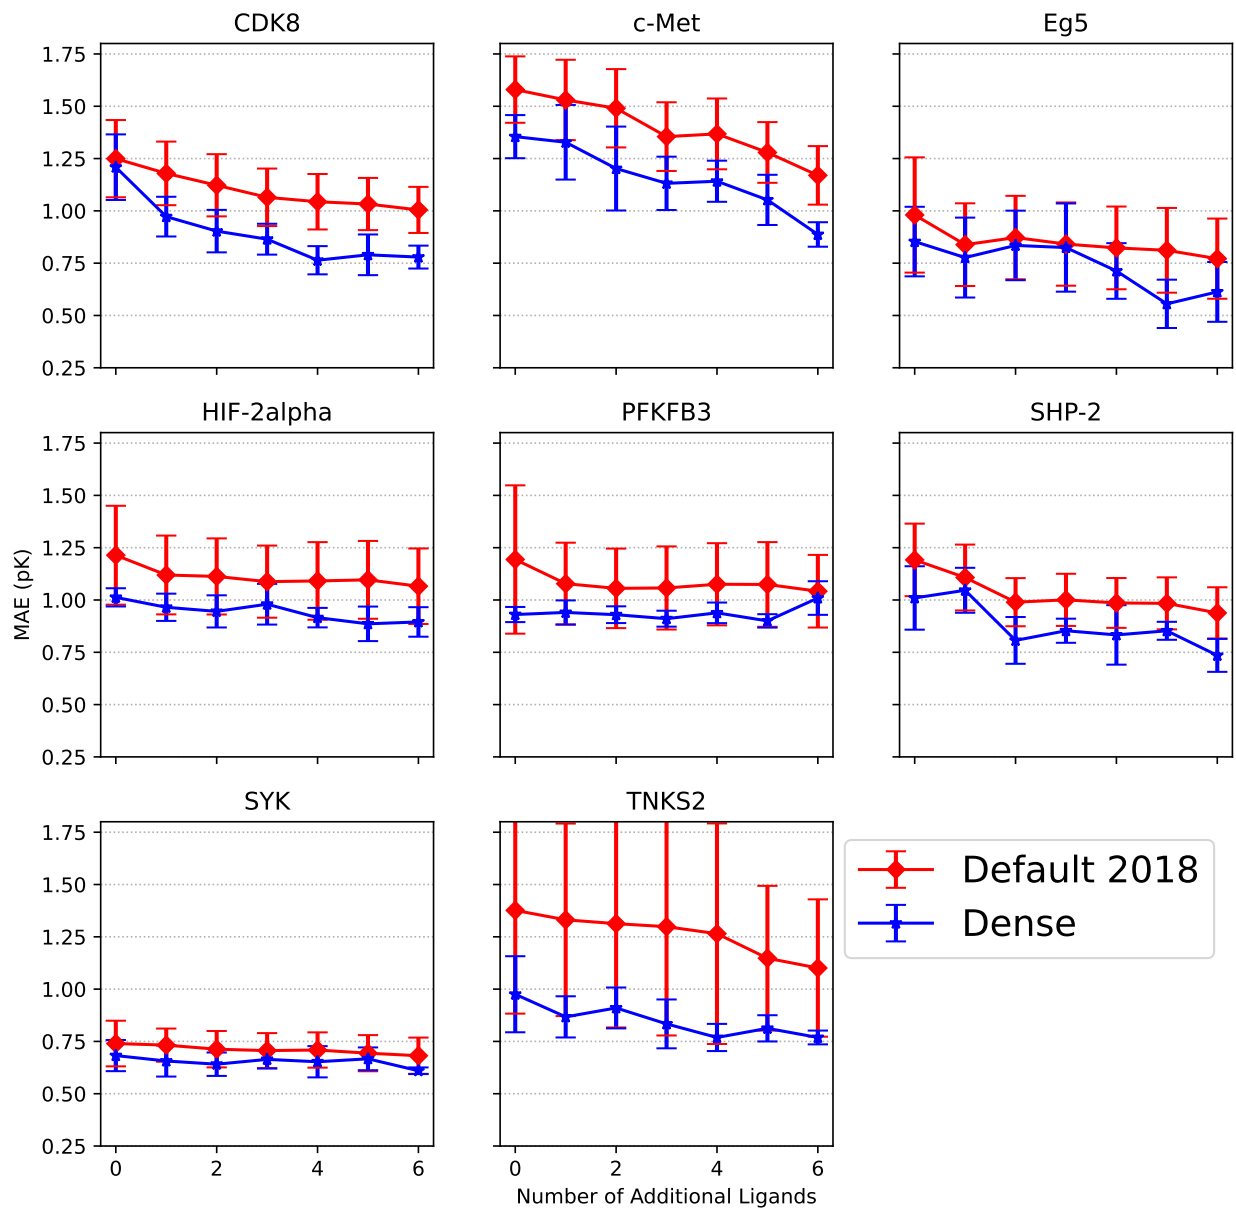 CDK8
c-Met
Eg5
1.75
1.50
1.25
1.00
0.75
0.50
0.25
HIF-2alpha
PFKFB3
SHP-2
1.75
1.50
1.25
1.00
0.75
0.50
0.25
MAE (pK)
SYK
TNKS2
1.75
1.50
1.25
1.00
0.75
0.50
0.25
Default 2018
Dense
0 2 4 6
0 2 4 6
Number of Additional Ligands